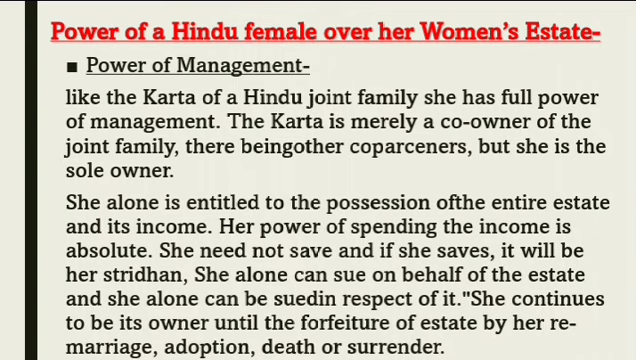 Power of a Hindu female over her Women's Estate-
■ Power of Management-
like the Karta of a Hindu joint family she has full power
of management. The Karta is merely a co-owner of the
joint family, there beingother coparceners, but she is the
sole owner.
She alone is entitled to the possession ofthe entire estate
and its income. Her power of spending the income is
absolute. She need not save and if she saves, it will be
her stridhan, She alone can sue on behalf of the estate
and she alone can be suedin respect of it."She continues
to be its owner until the forfeiture of estate by her re-
marriage, adoption, death or surrender.